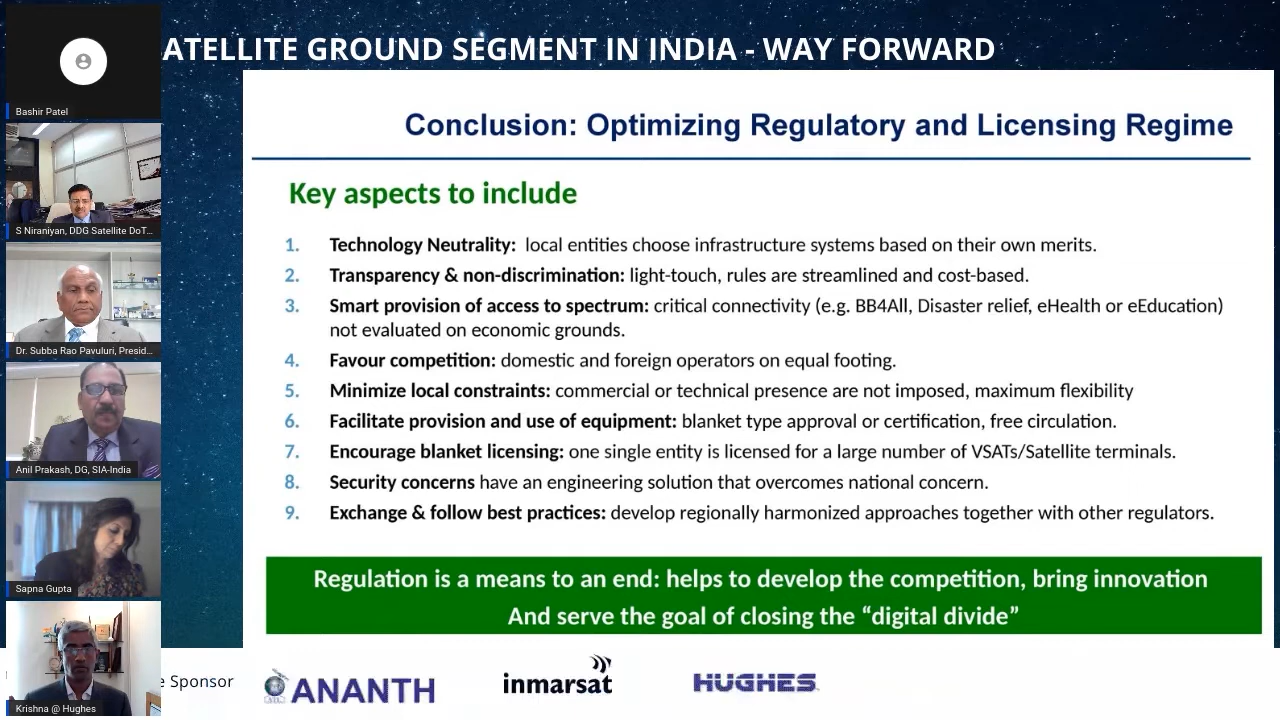 ATELLITE GROUND SEGMENT IN INDIA - WAY FORWARD
Bashir Patel
S Niraniyan, DDG Satellite DoT...
Dr. Subba Rao Pavuluri, Presid...
Anil Prakash, DG, SIA-India
Sapna Gupta
Krishna @ Hughes
Conclusion: Optimizing Regulatory and Licensing Regime
Key aspects to include
1. Technology Neutrality: local entities choose infrastructure systems based on their own merits.
2. Transparency & non-discrimination: light-touch, rules are streamlined and cost-based.
3. Smart provision of access to spectrum: critical connectivity (e.g. BB4All, Disaster relief, eHealth or eEducation)
not evaluated on economic grounds.
4. Favour competition: domestic and foreign operators on equal footing.
5. Minimize local constraints: commercial or technical presence are not imposed, maximum flexibility
6. Facilitate provision and use of equipment: blanket type approval or certification, free circulation.
7. Encourage blanket licensing: one single entity is licensed for a large number of VSATs/Satellite terminals.
8. Security concerns have an engineering solution that overcomes national concern.
9. Exchange & follow best practices: develop regionally harmonized approaches together with other regulators.
Regulation is a means to an end: helps to develop the competition, bring innovation
And serve the goal of closing the “digital divide”
e Sponsor
ANANTH
inmarsat
HUGHES